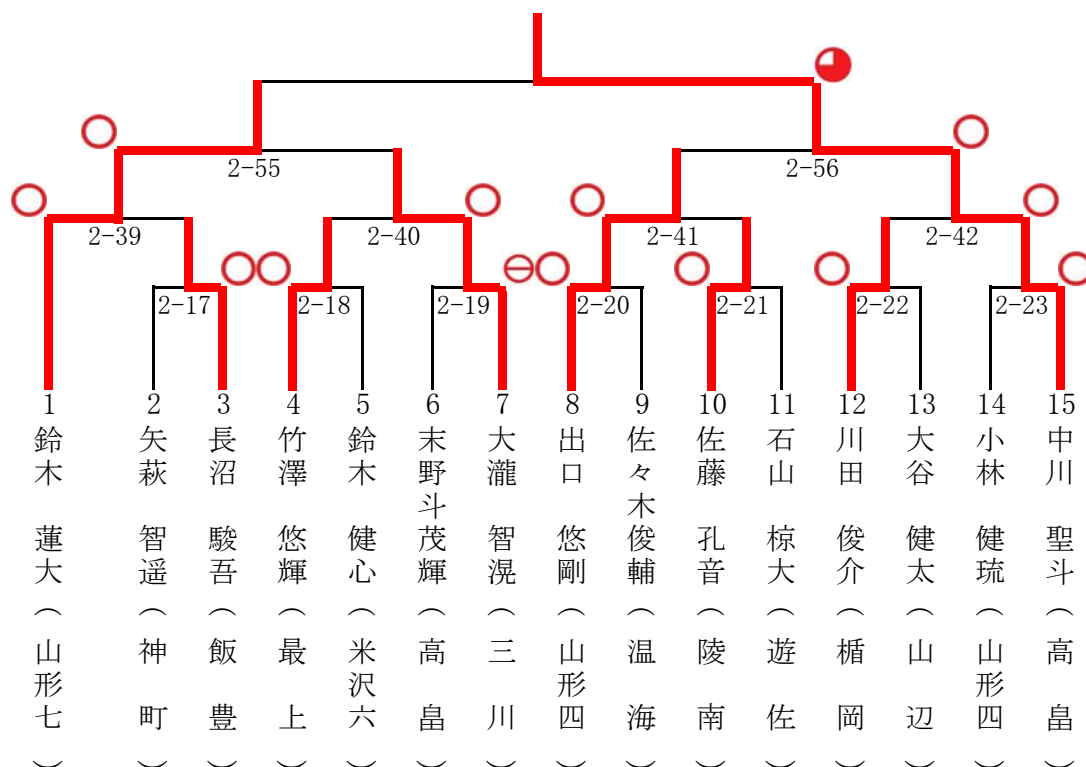 2-55
2-56
2-39
2-40
2-41
2-42
2-17
2-18
2-19
2-20
2-21
2-22
2-23
1 鈴木 蓮大 (山形七)
2 矢萩 智遥 (神町)
3 長沼 駿吾 (飯豊)
4 竹澤 悠輝 (最上)
5 鈴木 健心 (米沢六)
6 末野斗茂輝 (高畠)
7 大瀧 智滉 (三川)
8 出口 悠剛 (山形四)
9 佐々木俊輔 (温海)
10 佐藤 孔音 (陵南)
11 石山 椋大 (遊佐)
12 川田 俊介 (楯岡)
13 大谷 健太 (山辺)
14 小林 健琉 (山形四)
15 中川 聖斗 (高畠)